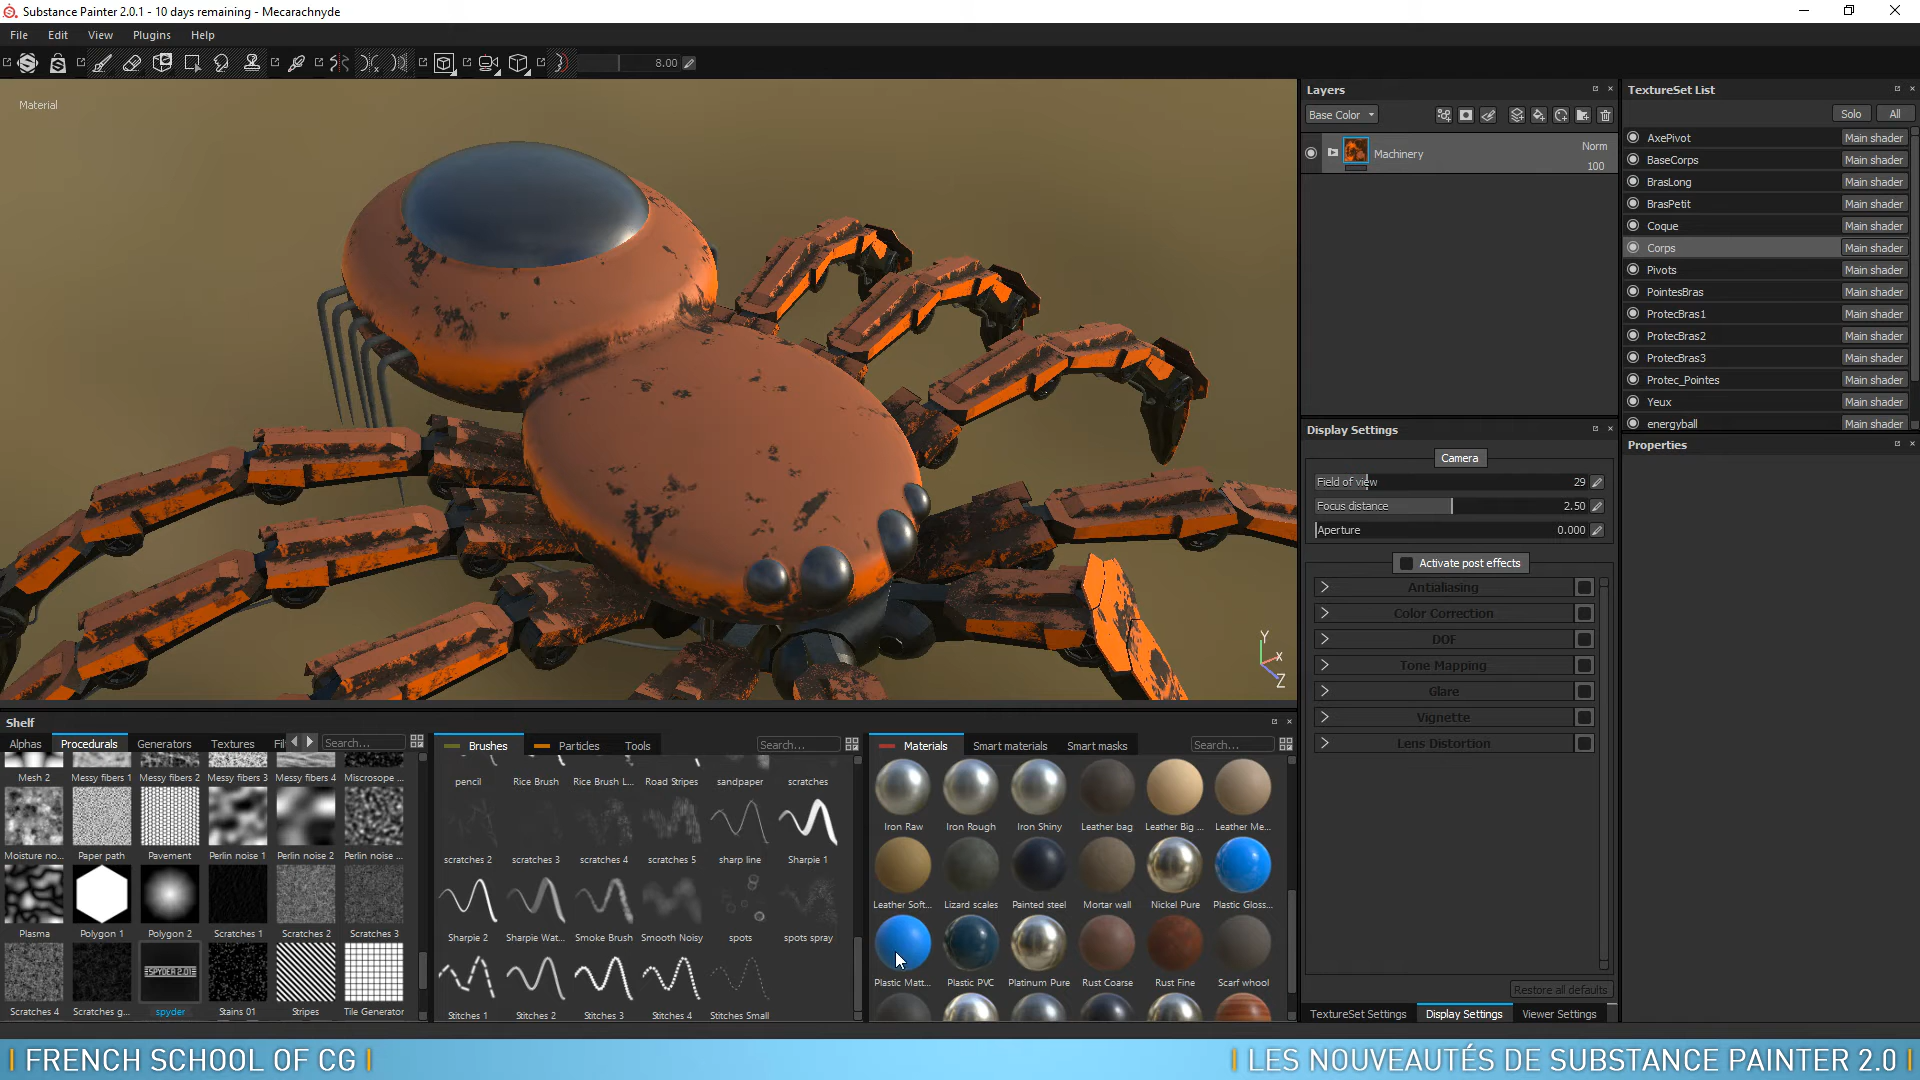 Substance Painter 2.0.1 - 10 days remaining - Mecarachnyde
File Edit View Plugins Help
8.00
Material
Y
X
Z
Layers
Base Color
Machinery
Norm
100
TextureSet List
Solo All
AxePivot Main shader
BaseCorps Main shader
BrasLong Main shader
BrasPetit Main shader
Coque Main shader
Corps Main shader
Pivots Main shader
PointesBras Main shader
ProtecBras1 Main shader
ProtecBras2 Main shader
ProtecBras3 Main shader
Protec_Pointes Main shader
Yeux Main shader
energyball Main shader
Display Settings
Camera
Field of view 29
Focus distance 2.50
Aperture 0.000
Activate post effects
Antialiasing
Color Correction
DOF
Tone Mapping
Glare
Vignette
Lens Distortion
Restore all defaults
TextureSet Settings Display Settings Viewer Settings
Properties
Shelf
Alphas Procedurals Generators Textures Fil Search...
Mesh 2 Messy fibers 1 Messy fibers 2 Messy fibers 3 Messy fibers 4 Miscrosope ...
Moisture no... Paper path Pavement Perlin noise 1 Perlin noise 2 Perlin noise ...
Plasma Polygon 1 Polygon 2 Scratches 1 Scratches 2 Scratches 3
SPYDER 2.01
Scratches 4 Scratches g... spyder Stains 01 Stripes Tile Generator
Brushes Particles Tools Search...
pencil Rice Brush Rice Brush L... Road Stripes sandpaper scratches
scratches 2 scratches 3 scratches 4 scratches 5 sharp line Sharpie 1
Sharpie 2 Sharpie Wat... Smoke Brush Smooth Noisy spots spots spray
Stitches 1 Stitches 2 Stitches 3 Stitches 4 Stitches Small
Materials Smart materials Smart masks Search...
Iron Raw Iron Rough Iron Shiny Leather bag Leather Big ... Leather Me...
Leather Soft... Lizard scales Painted steel Mortar wall Nickel Pure Plastic Gloss...
Plastic Matt... Plastic PVC Platinum Pure Rust Coarse Rust Fine Scarf whool
| FRENCH SCHOOL OF CG |
| LES NOUVEAUTÉS DE SUBSTANCE PAINTER 2.0 |